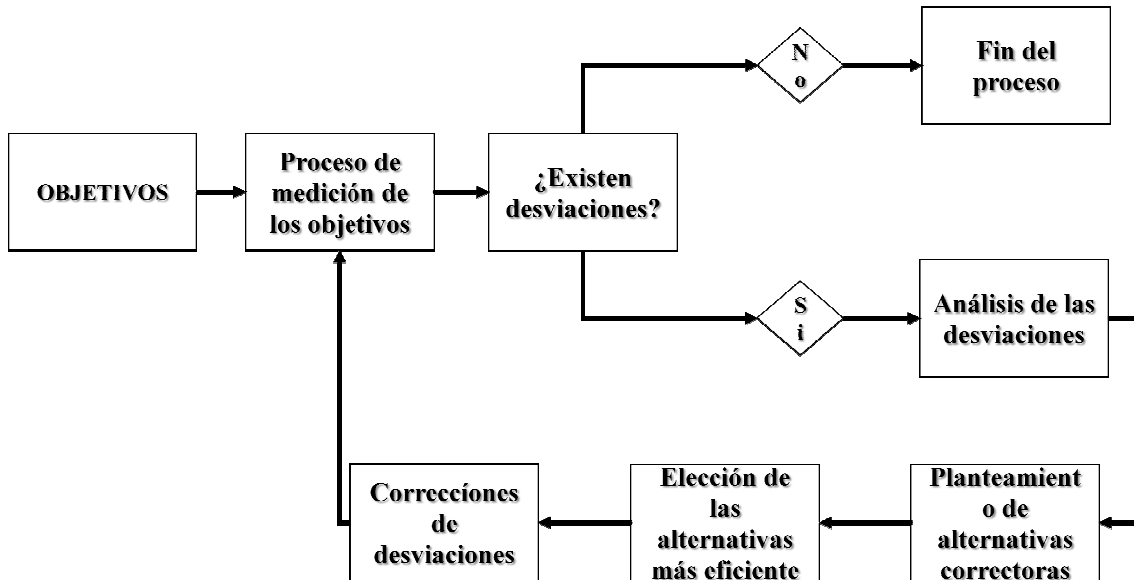 OBJETIVOS
Proceso de
medición de
los objetivos
¿Existen
desviaciones?
N
o
Fin del
proceso
S
i
Análisis de las
desviaciones
Planteamient
o de
alternativas
correctoras
Elección de
las
alternativas
más eficiente
Correccíones
de
desviaciones